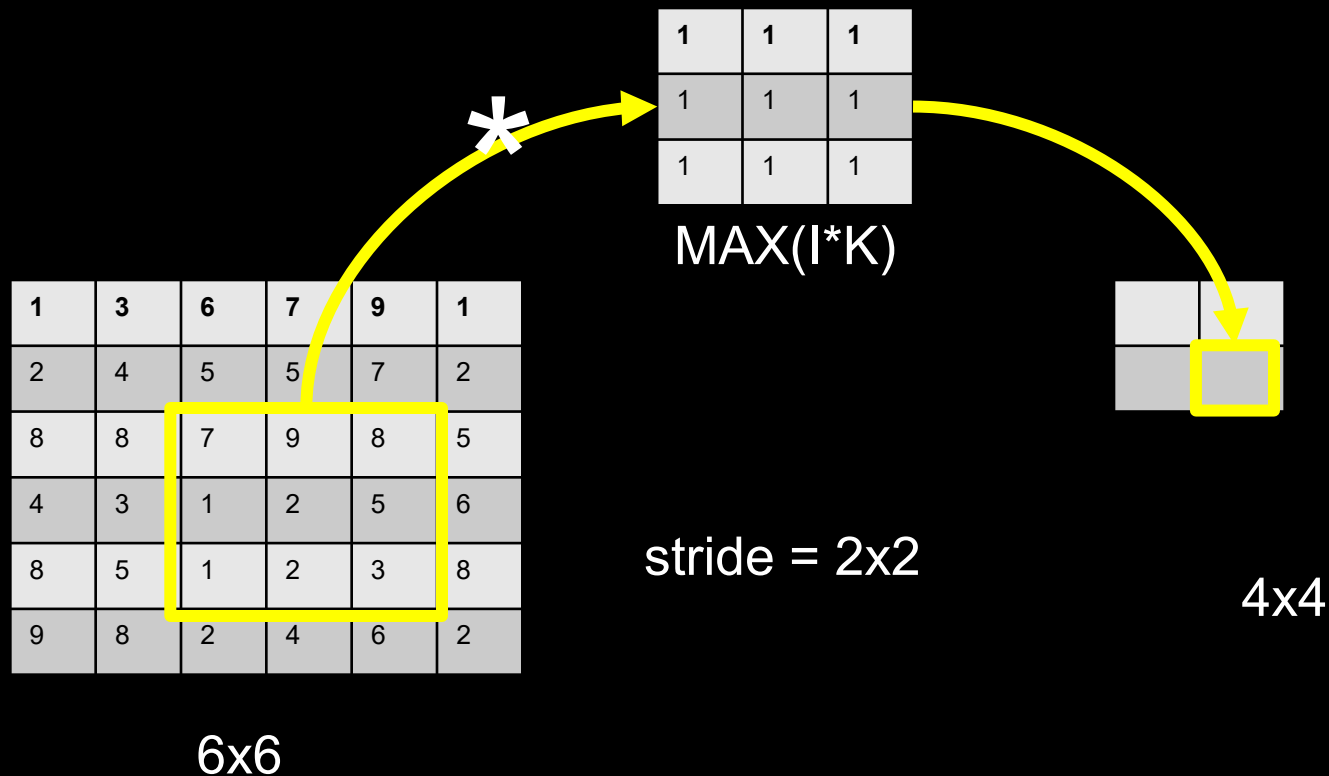 1 1 1
1 1 1
1 1 1
*
MAX(I*K)
1 3 6 7 9 1
2 4 5 5 7 2
8 8 7 9 8 5
4 3 1 2 5 6
8 5 1 2 3 8
9 8 2 4 6 2
stride = 2x2
4x4
6x6